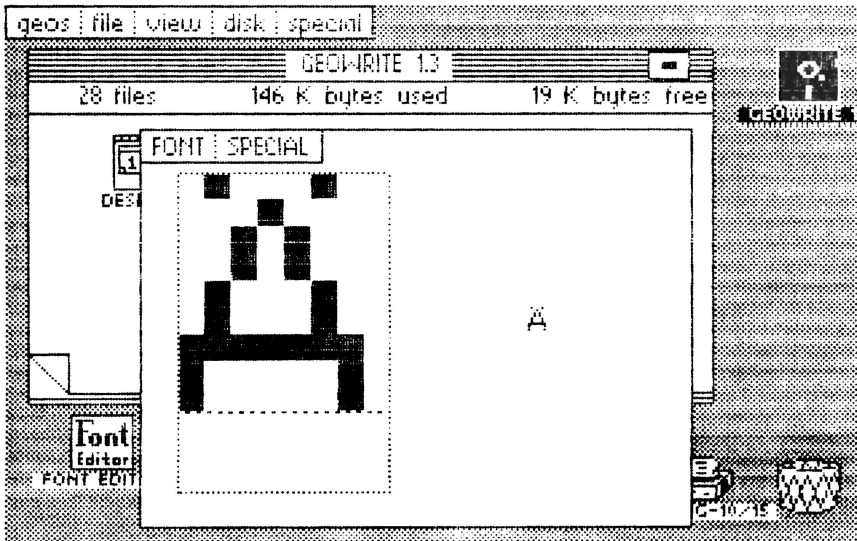 geos file view disk special
GEOWRITE 1.3
28 files 146 K bytes used 19 K bytes free
GEOWRITE
FONT SPECIAL
Ä
Font
Editor
FONT EDIT